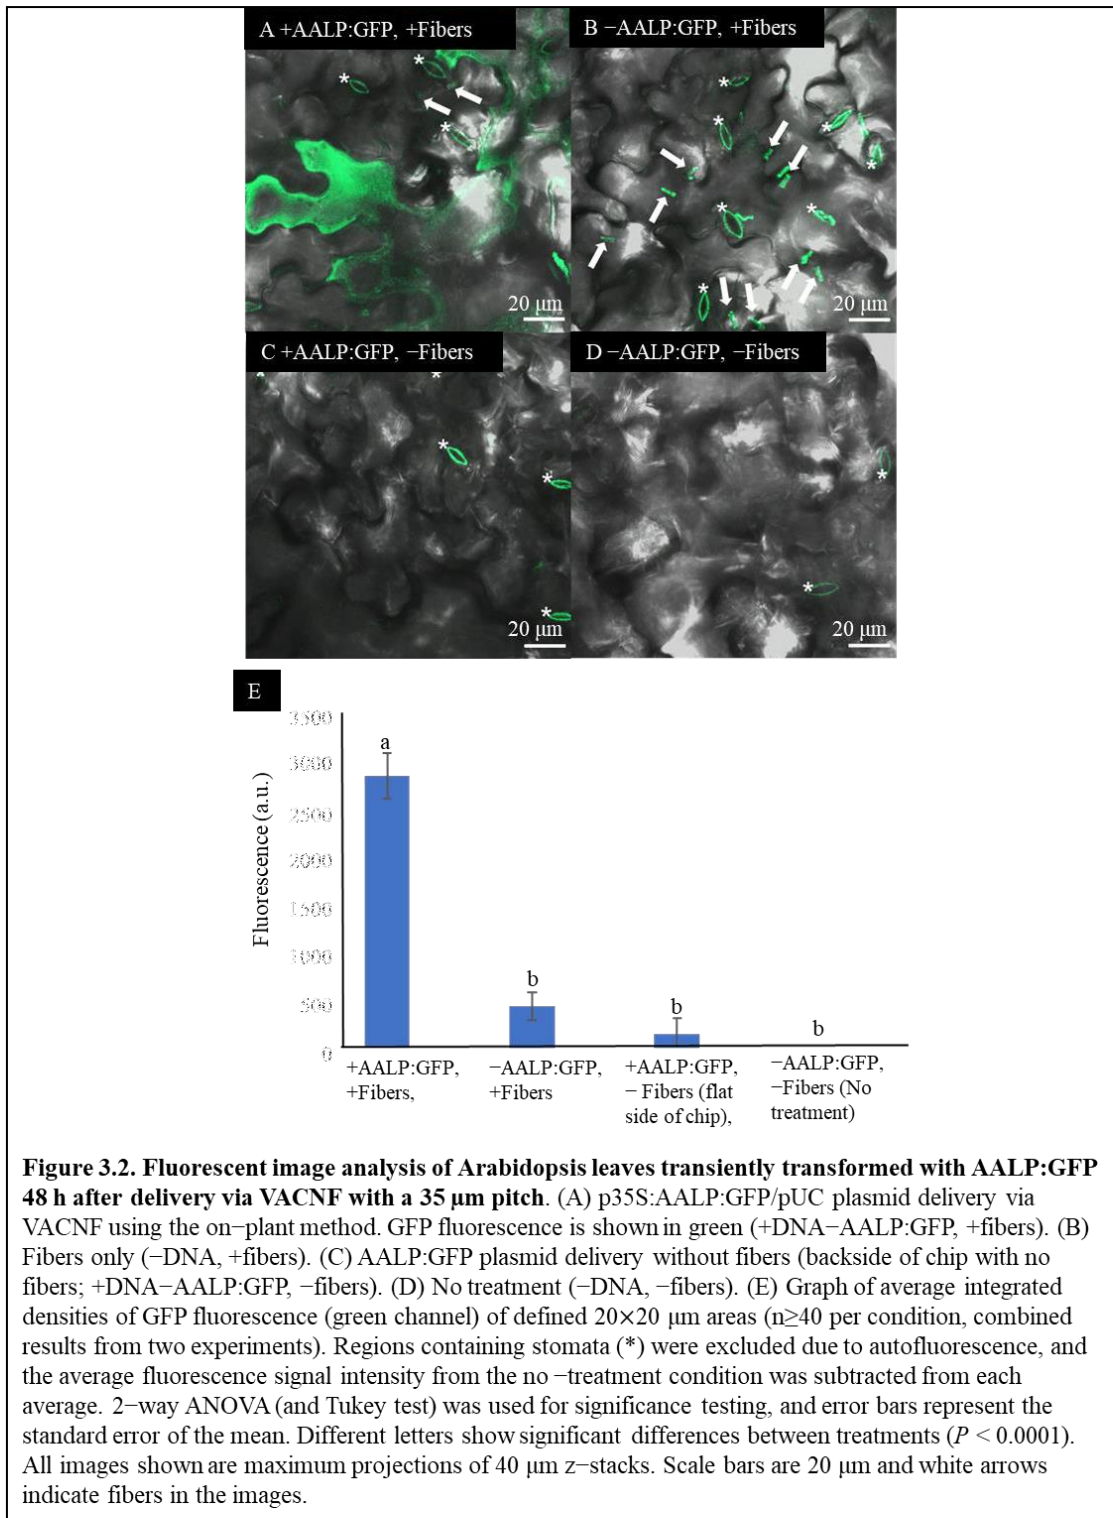 A +AALP:GFP, +Fibers
B −AALP:GFP, +Fibers
*
*
*
*
*
*
*
*
*
*
20 µm
20 µm
C +AALP:GFP, −Fibers
D −AALP:GFP, −Fibers
*
*
*
*
*
*
*
20 µm
20 µm
E
Fluorescence (a.u.)
3500
3000
2500
2000
1500
1000
500
0
a
b
b
b
+AALP:GFP,
+Fibers,
−AALP:GFP,
+Fibers
+AALP:GFP,
− Fibers (flat
side of chip),
−AALP:GFP,
−Fibers (No
treatment)
Figure 3.2. Fluorescent image analysis of Arabidopsis leaves transiently transformed with AALP:GFP
48 h after delivery via VACNF with a 35 µm pitch. (A) p35S:AALP:GFP/pUC plasmid delivery via
VACNF using the on−plant method. GFP fluorescence is shown in green (+DNA−AALP:GFP, +fibers). (B)
Fibers only (−DNA, +fibers). (C) AALP:GFP plasmid delivery without fibers (backside of chip with no
fibers; +DNA−AALP:GFP, −fibers). (D) No treatment (−DNA, −fibers). (E) Graph of average integrated
densities of GFP fluorescence (green channel) of defined 20×20 µm areas (n≥40 per condition, combined
results from two experiments). Regions containing stomata (*) were excluded due to autofluorescence, and
the average fluorescence signal intensity from the no −treatment condition was subtracted from each
average. 2−way ANOVA (and Tukey test) was used for significance testing, and error bars represent the
standard error of the mean. Different letters show significant differences between treatments (P < 0.0001).
All images shown are maximum projections of 40 µm z−stacks. Scale bars are 20 µm and white arrows
indicate fibers in the images.